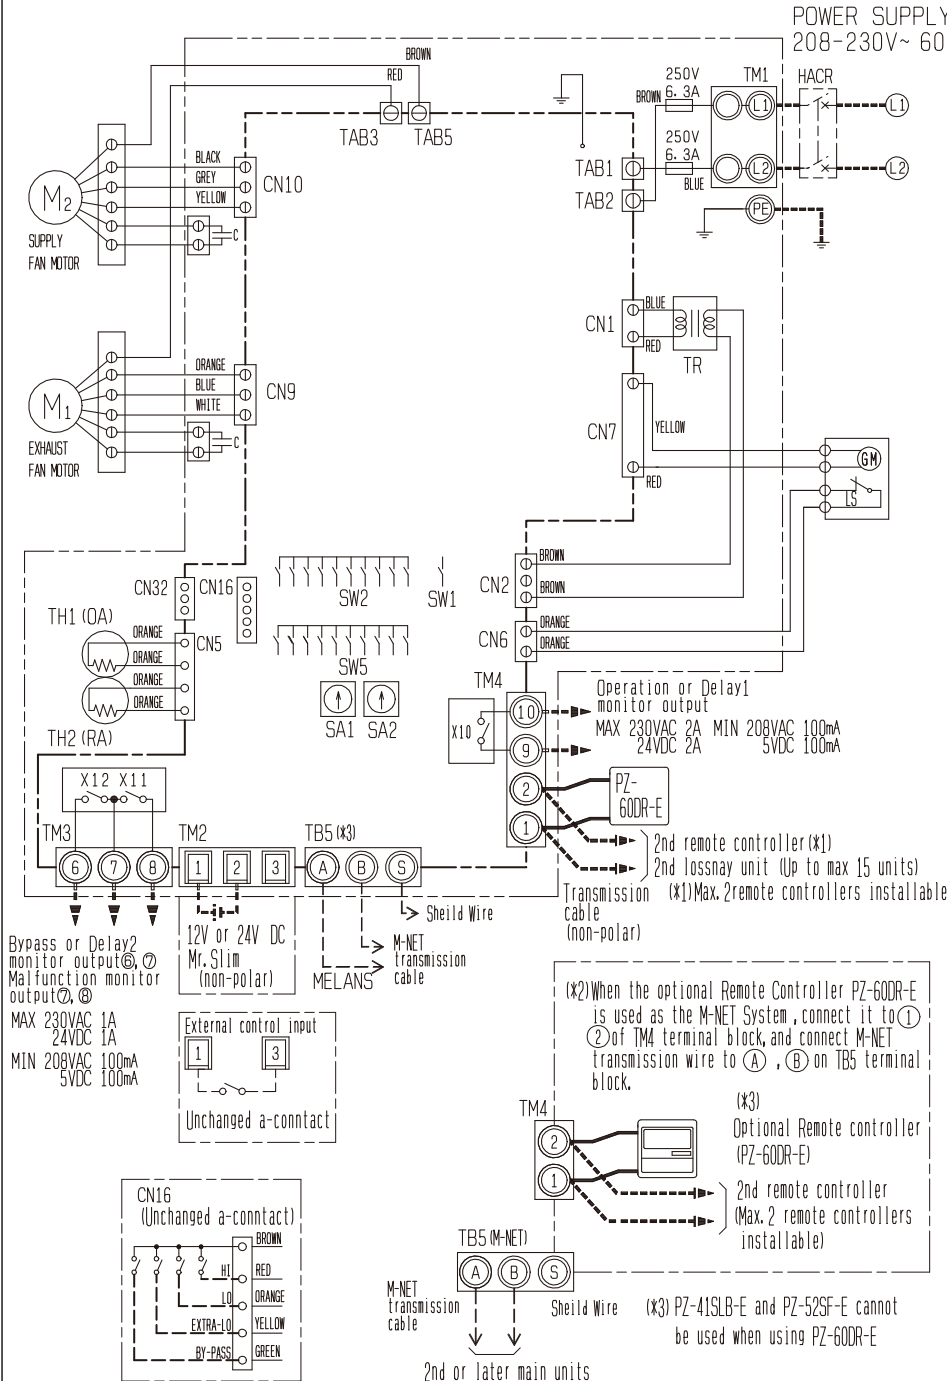 POWER SUPPLY
208-230V~ 60
BROWN
RED
250V
6.3A
TM1
HACR
BROWN
L1
L1
TAB3
TAB5
250V
6.3A
BLACK
GREY
YELLOW
CN10
TAB1
BLUE
L2
L2
M2
TAB2
PE
C
SUPPLY
FAN MOTOR
BLUE
CN1
RED
TR
ORANGE
BLUE
WHITE
CN9
M1
CN7
YELLOW
C
EXHAUST
FAN MOTOR
RED
GM
LS
CN32
CN16
SW2
SW1
CN2
BROWN
BROWN
TH1 (OA)
ORANGE
ORANGE
ORANGE
ORANGE
CN5
CN6
ORANGE
ORANGE
SW5
TM4
SA1
SA2
TH2 (RA)
X10
10
9
2
1
Operation or Delay1
monitor output
MAX 230VAC 2A MIN 208VAC 100mA
24VDC 2A 5VDC 100mA
X12 X11
PZ-
60DR-E
TM3
TM2
TB5 (*3)
6 7 8
1 2 3
A B S
2nd remote controller(*1)
2nd lossnay unit (Up to max 15 units)
Transmission
cable
(non-polar)
(*1)Max. 2remote controllers installable
Sheild Wire
12V or 24V DC
Mr.Slim
(non-polar)
M-NET
transmission
cable
MELANS
Bypass or Delay2
monitor output⑥,⑦
Malfunction monitor
output⑦,⑧
MAX 230VAC 1A
24VDC 1A
MIN 208VAC 100mA
5VDC 100mA
External control input
1
3
Unchanged a-conntact
(*2)When the optional Remote Controller PZ-60DR-E
is used as the M-NET System, connect it to ①
② of TM4 terminal block, and connect M-NET
transmission wire to Ⓐ , Ⓑ on TB5 terminal
block.
TM4
(*3)
Optional Remote controller
(PZ-60DR-E)
2
1
2nd remote controller
(Max. 2 remote controllers
installable)
CN16
(Unchanged a-conntact)
BROWN
HI
RED
LO
ORANGE
EXTRA-LO
YELLOW
BY-PASS
GREEN
TB5 (M-NET)
A B S
M-NET
transmission
cable
Sheild Wire
(*3) PZ-41SLB-E and PZ-52SF-E cannot
be used when using PZ-60DR-E
2nd or later main units